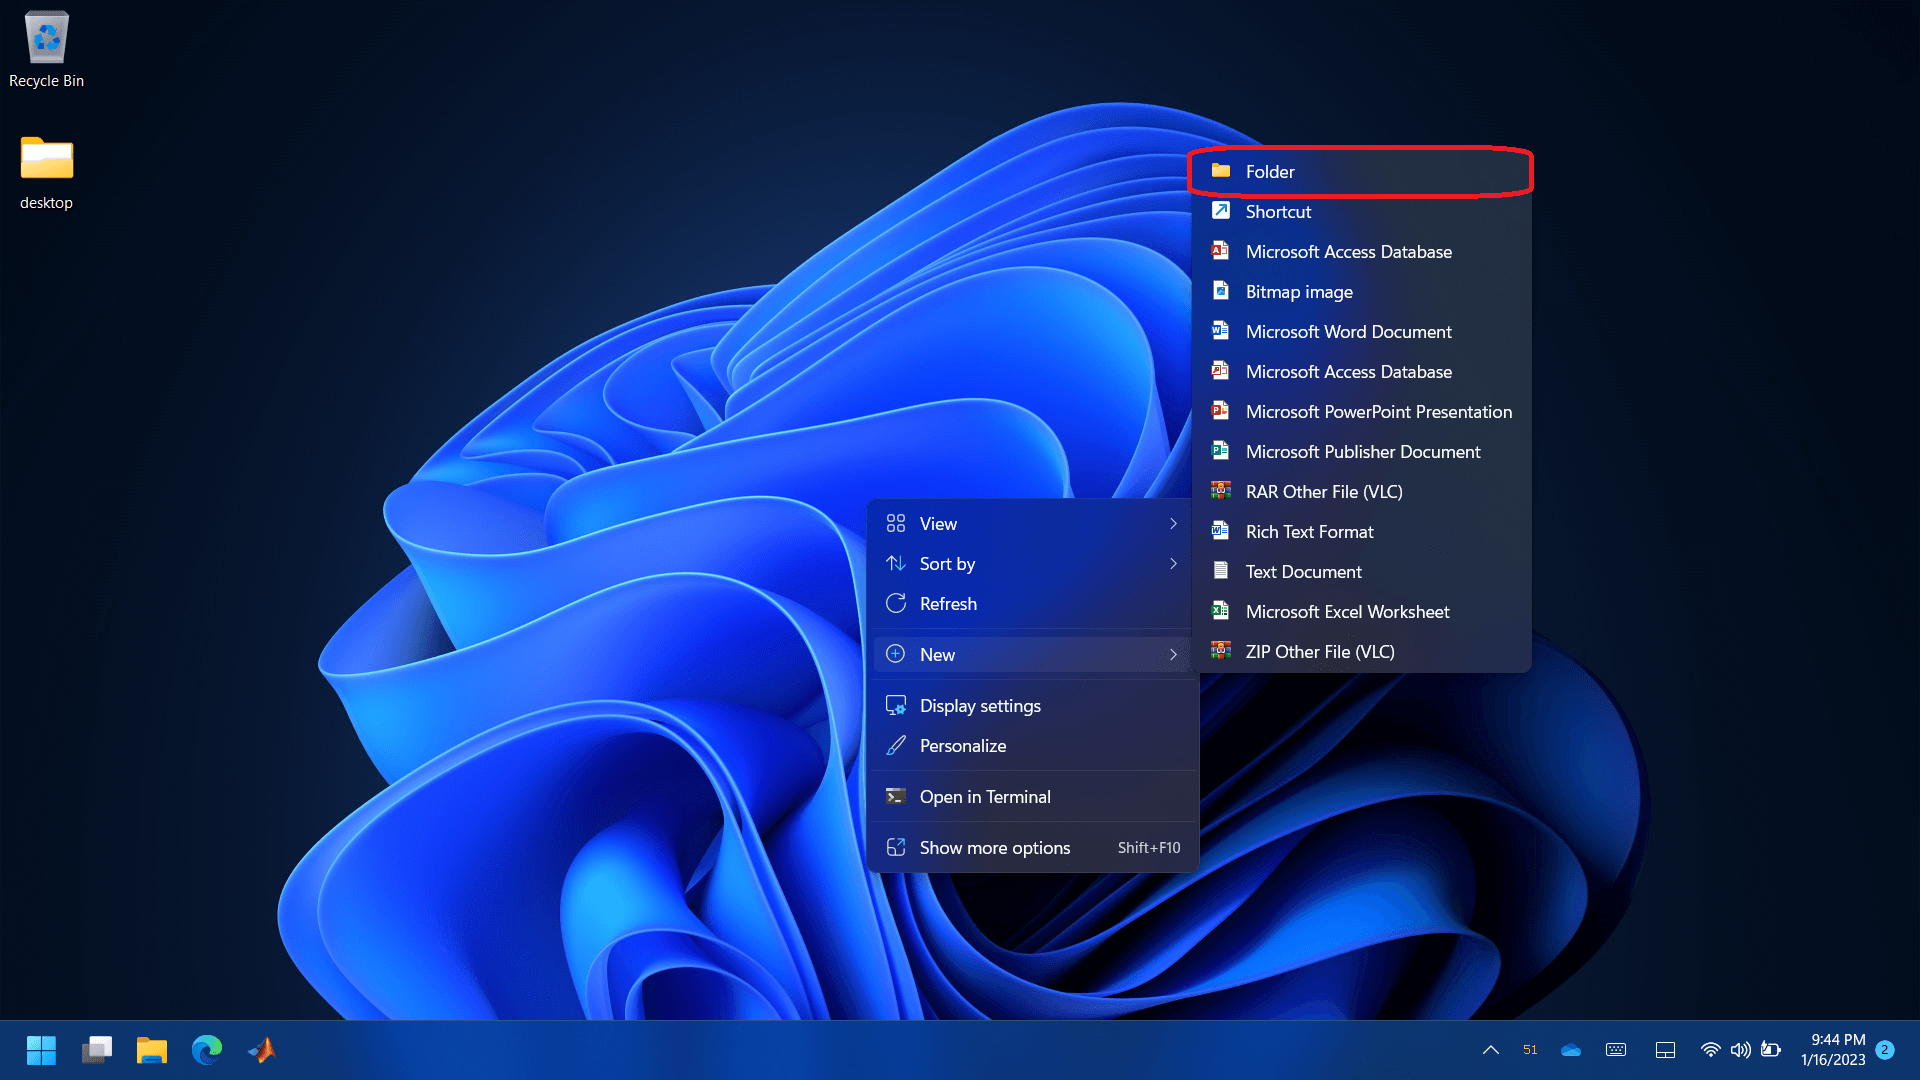 Recycle Bin
desktop
Folder
Shortcut
Microsoft Access Database
Bitmap image
Microsoft Word Document
Microsoft Access Database
Microsoft PowerPoint Presentation
Microsoft Publisher Document
RAR Other File (VLC)
Rich Text Format
Text Document
Microsoft Excel Worksheet
ZIP Other File (VLC)
View
Sort by
Refresh
New
Display settings
Personalize
Open in Terminal
Show more options Shift+F10
51
9:44 PM
1/16/2023
2